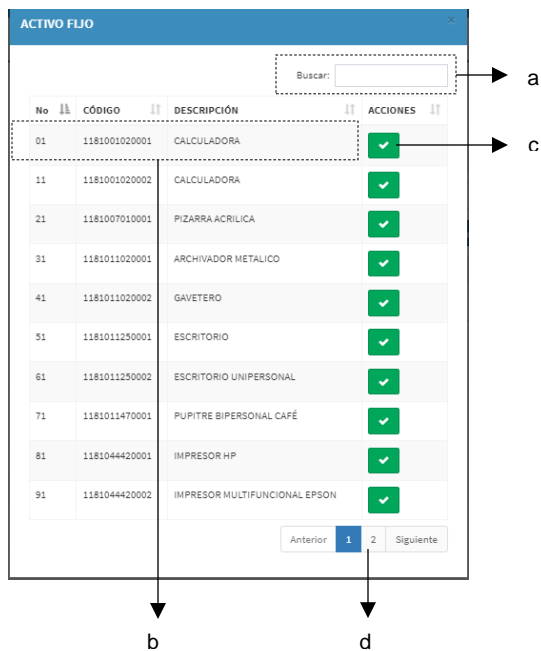 ACTIVO FIJO ×
Buscar:
a
No CÓDIGO DESCRIPCIÓN ACCIONES
01 1181001020001 CALCULADORA
c
11 1181001020002 CALCULADORA
21 1181007010001 PIZARRA ACRILICA
31 1181011020001 ARCHIVADOR METALICO
41 1181011020002 GAVETERO
51 1181011250001 ESCRITORIO
61 1181011250002 ESCRITORIO UNIPERSONAL
71 1181011470001 PUPITRE BIPERSONAL CAFÉ
81 1181044420001 IMPRESOR HP
91 1181044420002 IMPRESOR MULTIFUNCIONAL EPSON
Anterior 1 2 Siguiente
b d